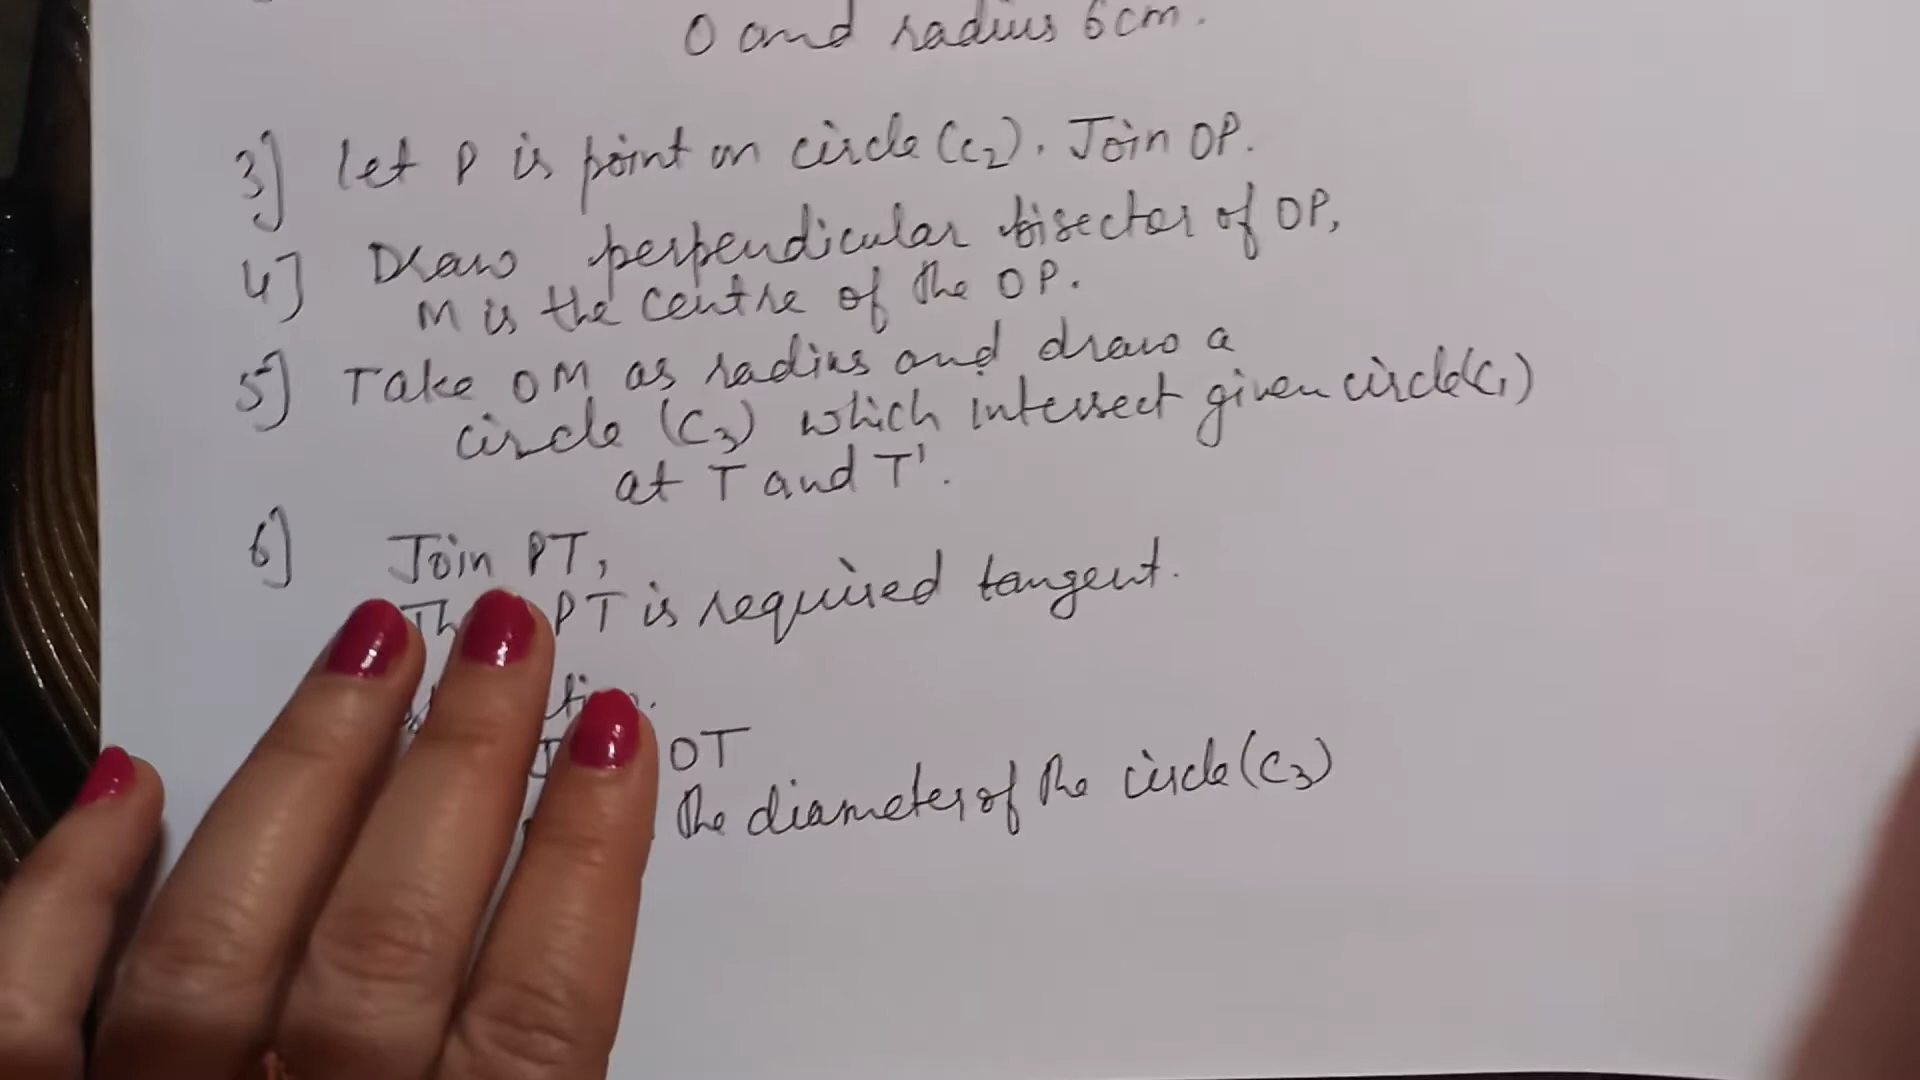 O and radius 6cm.
3] let P is point on circle (C₂). Join OP.
4] Draw perpendicular bisector of OP,
M is the centre of the OP.
5] Take OM as radius and draw a
circle (C₃) which intersect given circle (C₁)
at T and T'.
6] Join PT,
PT is required tangent.
OT
the diameter of the circle (C₃)